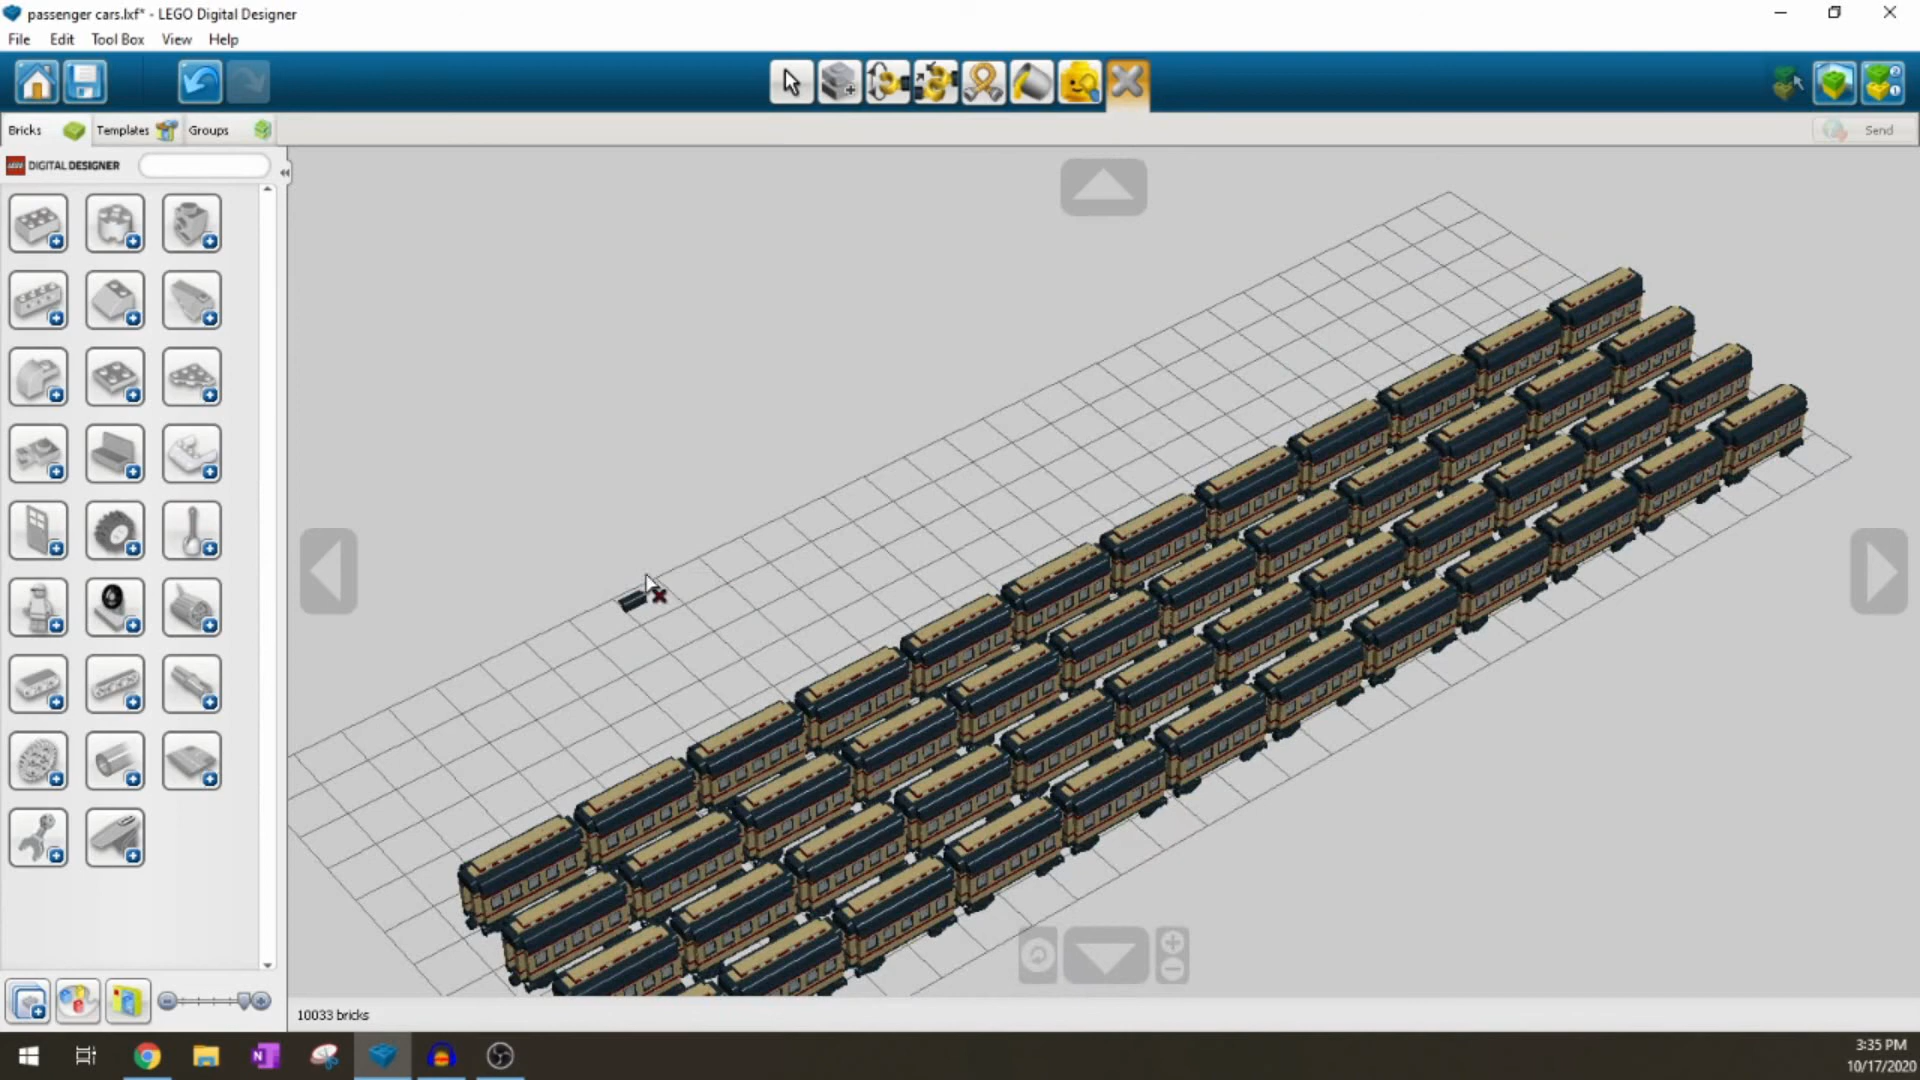 passenger cars.lxf* - LEGO Digital Designer
File Edit Tool Box View Help
Bricks Templates Groups
Send
LEGO DIGITAL DESIGNER
10033 bricks
3:35 PM
10/17/2020